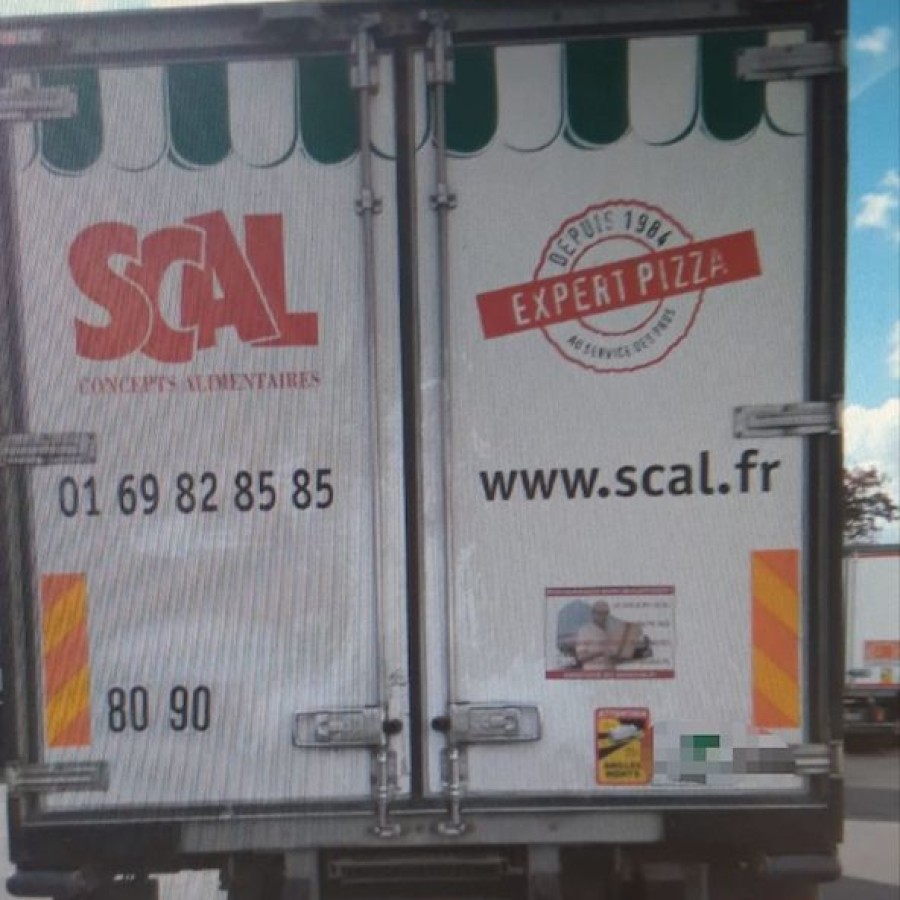 SCAL
CONCEPTS ALIMENTAIRES
DEPUIS 1984
EXPERT PIZZA
AU SERVICE DES PROS
01 69 82 85 85
www.scal.fr
80 90
ATTENTION
ANGLES
MORTS